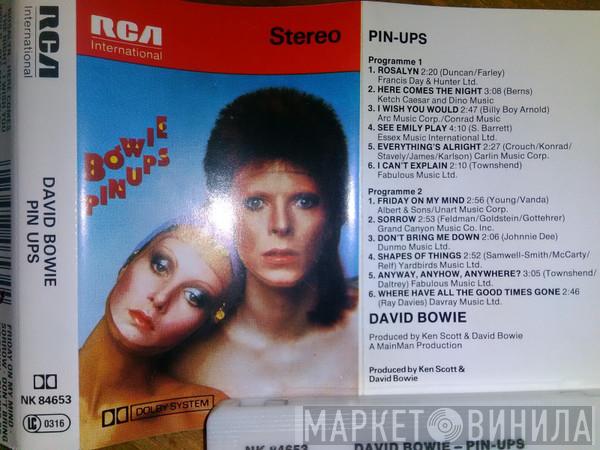 RCA
International
DAVID BOWIE
PIN UPS
NK 84653
LC 0316
RCA
International
Stereo
BOWIE
PINUPS
DOLBY SYSTEM
PIN-UPS
Programme 1
1. ROSALYN 2:20 (Duncan/Farley)
Francis Day & Hunter Ltd.
2. HERE COMES THE NIGHT 3:08 (Berns)
Ketch Caesar and Dino Music
3. I WISH YOU WOULD 2:47 (Billy Boy Arnold)
Arc Music Corp./Conrad Music
4. SEE EMILY PLAY 4:10 (S. Barrett)
Essex Music International Ltd.
5. EVERYTHING'S ALRIGHT 2:27 (Crouch/Konrad/
Stavely/James/Karlson) Carlin Music Corp.
6. I CAN'T EXPLAIN 2:10 (Townshend)
Fabulous Music Ltd.
Programme 2
1. FRIDAY ON MY MIND 2:56 (Young/Vanda)
Albert & Sons/Unart Music Corp.
2. SORROW 2:53 (Feldman/Goldstein/Gottehrer)
Grand Canyon Music Co. Inc.
3. DON'T BRING ME DOWN 2:06 (Johnnie Dee)
Dunmo Music Ltd.
4. SHAPES OF THINGS 2:52 (Samwell-Smith/McCarty/
Relf) Yardbirds Music Ltd.
5. ANYWAY, ANYHOW, ANYWHERE? 3:05 (Townshend/
Daltrey) Fabulous Music Ltd.
6. WHERE HAVE ALL THE GOOD TIMES GONE 2:46
(Ray Davies) Davray Music Ltd.
DAVID BOWIE
Produced by Ken Scott & David Bowie
A MainMan Production
Produced by Ken Scott &
David Bowie
NK 84653 DAVID BOWIE – PIN-UPS
МАРКЕТ ВИНИЛА